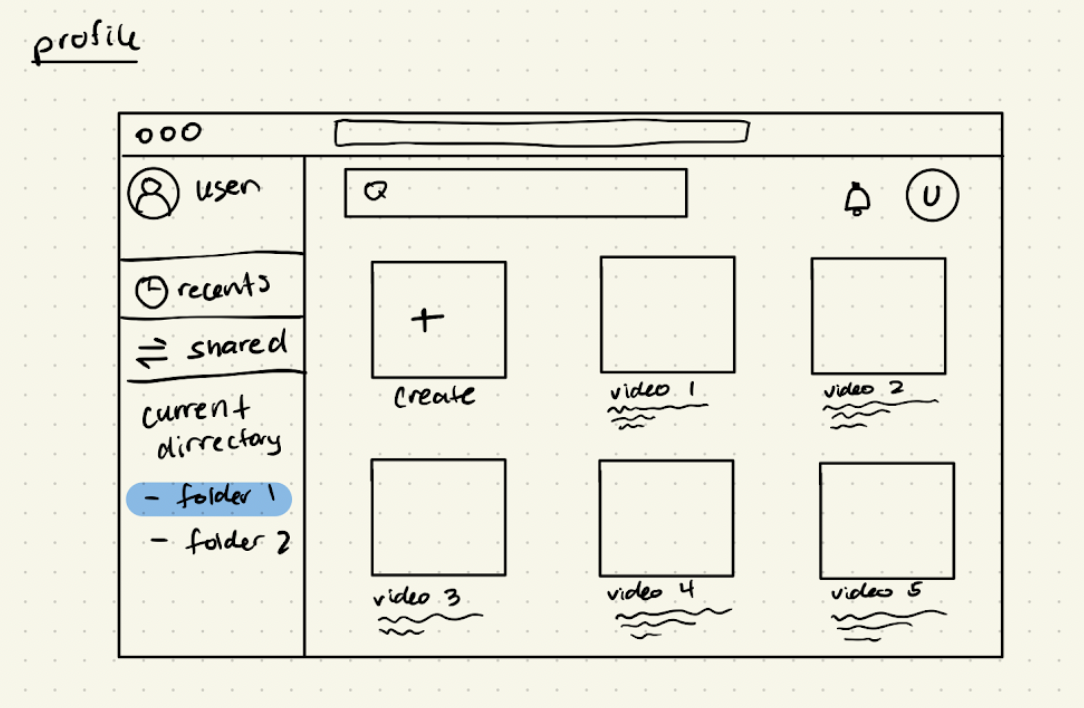 profile
user
U
recents
shared
current
dirrectory
- folder 1
- folder 2
+
create
video 1
video 2
video 3
video 4
video 5